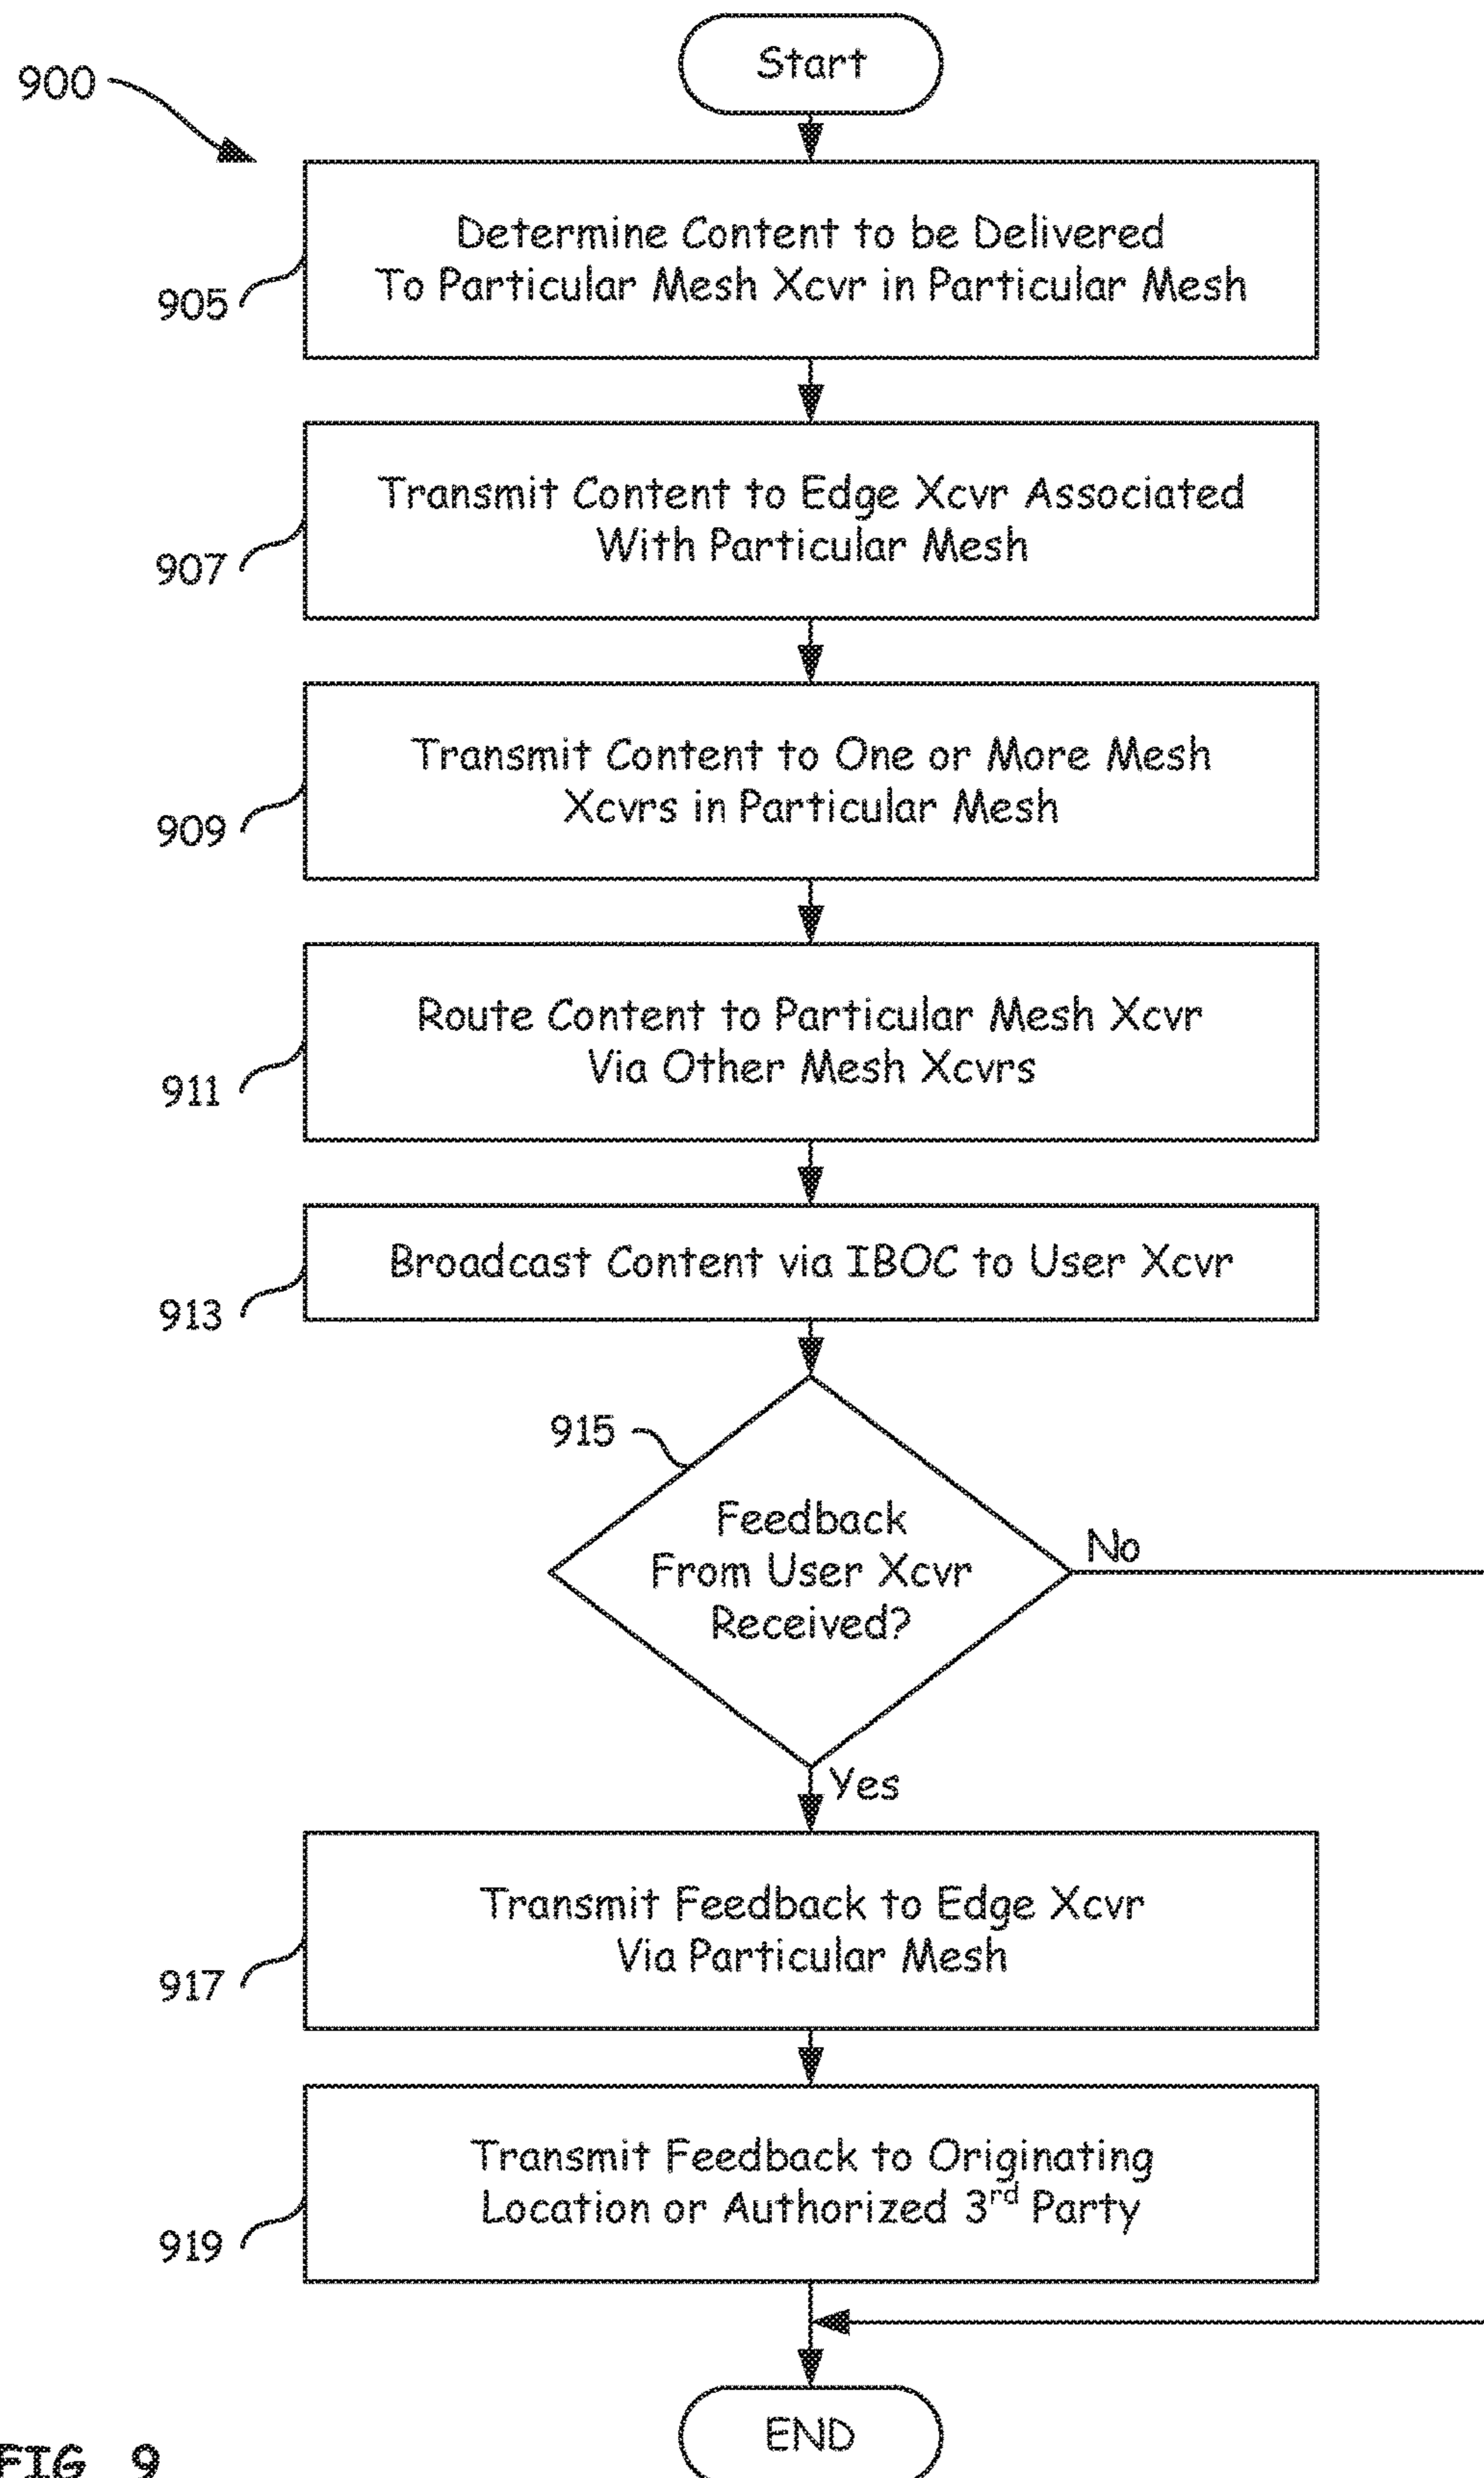 Start
900
Determine Content to be Delivered
To Particular Mesh Xcvr in Particular Mesh
905
Transmit Content to Edge Xcvr Associated
With Particular Mesh
907
Transmit Content to One or More Mesh
Xcvrs in Particular Mesh
909
Route Content to Particular Mesh Xcvr
Via Other Mesh Xcvrs
911
Broadcast Content via IBOC to User Xcvr
913
915
Feedback
From User Xcvr
Received?
No
Yes
Transmit Feedback to Edge Xcvr
Via Particular Mesh
917
Transmit Feedback to Originating
Location or Authorized 3rd Party
919
END
FIG 9